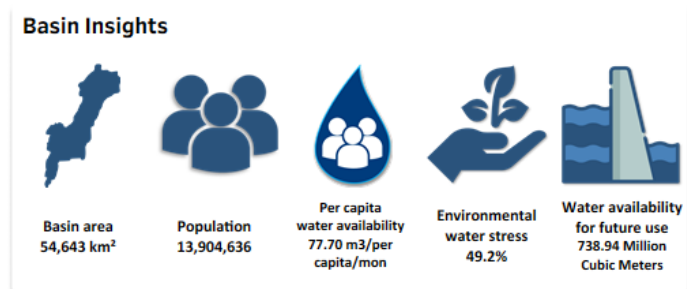 Basin Insights
Basin area
54,643 km²
Population
13,904,636
Per capita
water availability
77.70 m3/per
capita/mon
Environmental
water stress
49.2%
Water availability
for future use
738.94 Million
Cubic Meters